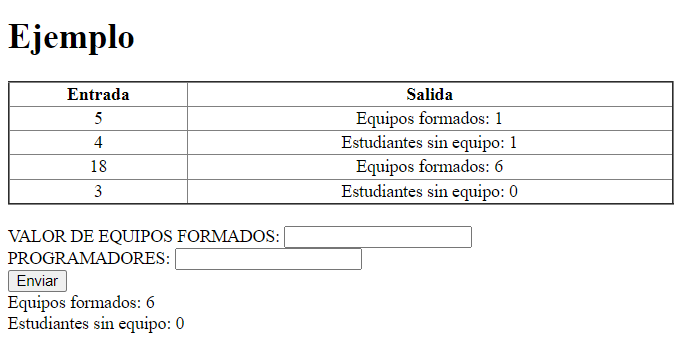 Ejemplo
Entrada Salida
5 Equipos formados: 1
4 Estudiantes sin equipo: 1
18 Equipos formados: 6
3 Estudiantes sin equipo: 0
VALOR DE EQUIPOS FORMADOS:
PROGRAMADORES:
Enviar
Equipos formados: 6
Estudiantes sin equipo: 0